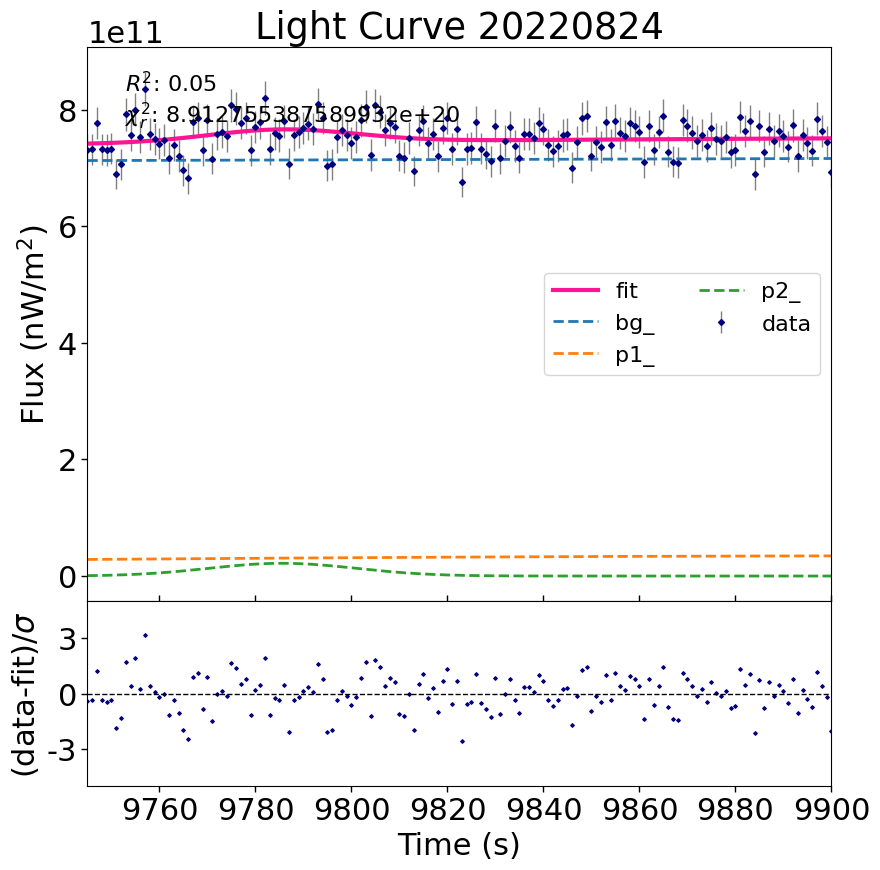 Light Curve 20220824
1e11
R²: 0.05
χ²ᵣ: 8.912755387589932e+20
8
6
4
2
0
Flux (nW/m²)
fit
bg_
p1_
p2_
data
3
0
-3
(data-fit)/σ
9760 9780 9800 9820 9840 9860 9880 9900
Time (s)